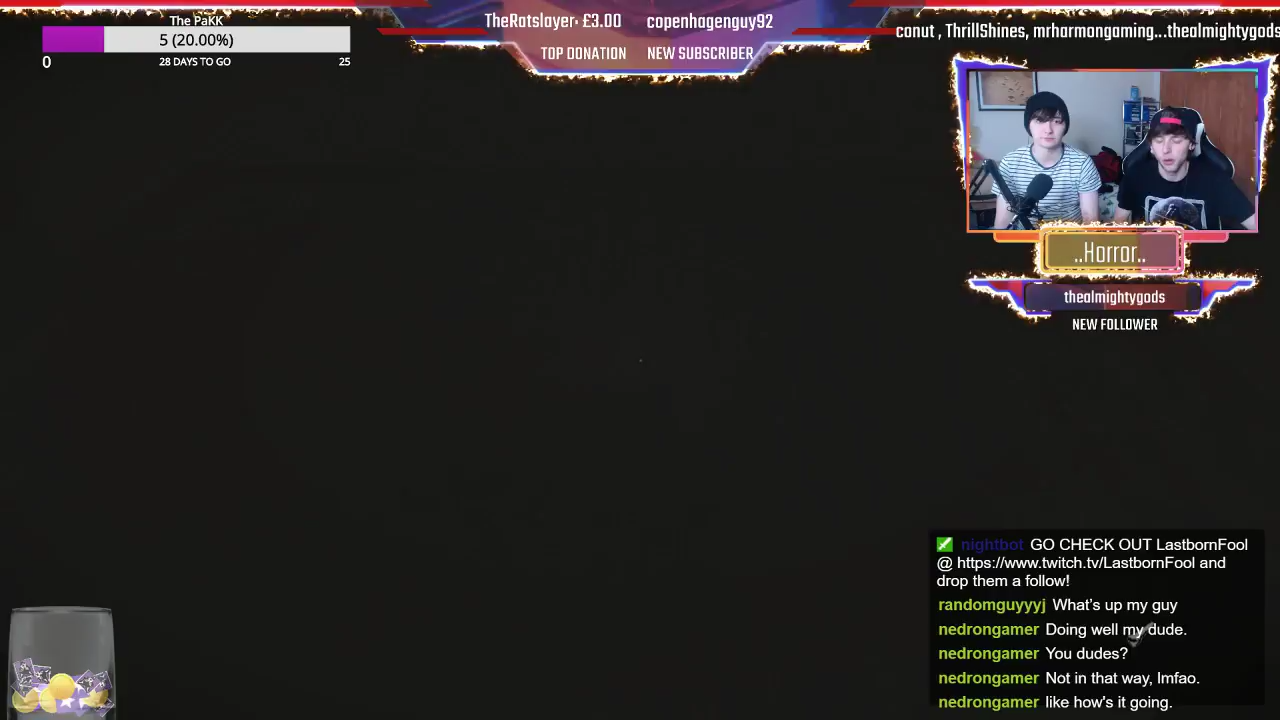 The PaKK
5 (20.00%)
0
28 DAYS TO GO
25
TheRatslayer: £3.00
copenhagenguy92
TOP DONATION
NEW SUBSCRIBER
conut , ThrillShines, mrharmongaming...thealmightygods
..Horror..
thealmightygods
NEW FOLLOWER
nightbot GO CHECK OUT LastbornFool
@ https://www.twitch.tv/LastbornFool and
drop them a follow!
randomguyyyj What's up my guy
nedrongamer Doing well my dude.
nedrongamer You dudes?
nedrongamer Not in that way, lmfao.
nedrongamer like how's it going.